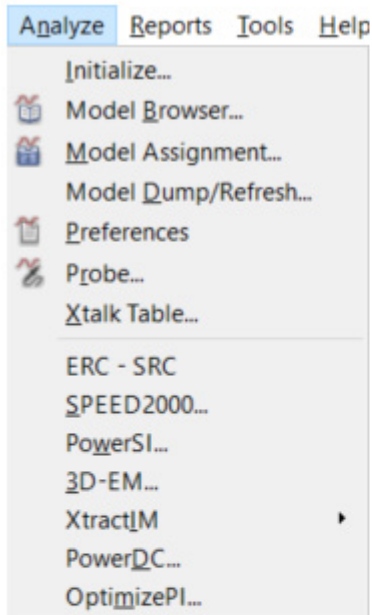 Analyze Reports Tools Help
Initialize...
Model Browser...
Model Assignment...
Model Dump/Refresh...
Preferences
Probe...
Xtalk Table...
ERC - SRC
SPEED2000...
PowerSI...
3D-EM...
XtractIM
PowerDC...
OptimizePI...